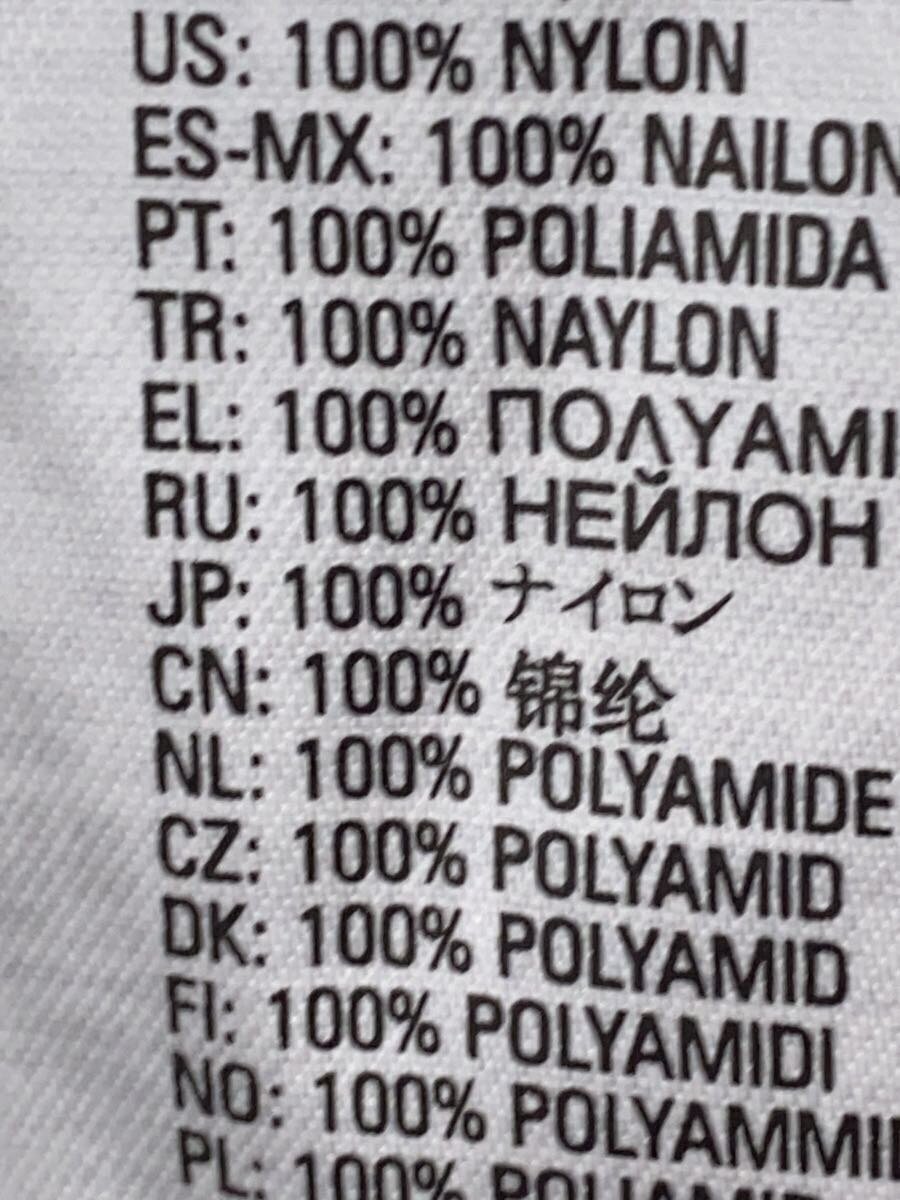 US: 100% NYLON
ES-MX: 100% NAILON
PT: 100% POLIAMIDA
TR: 100% NAYLON
EL: 100% ΠΟΛΥΑΜΙ
RU: 100% НЕЙЛОН
JP: 100% ナイロン
CN: 100% 锦纶
NL: 100% POLYAMIDE
CZ: 100% POLYAMID
DK: 100% POLYAMID
FI: 100% POLYAMIDI
NO: 100% POLYAMMI
PL: 100%